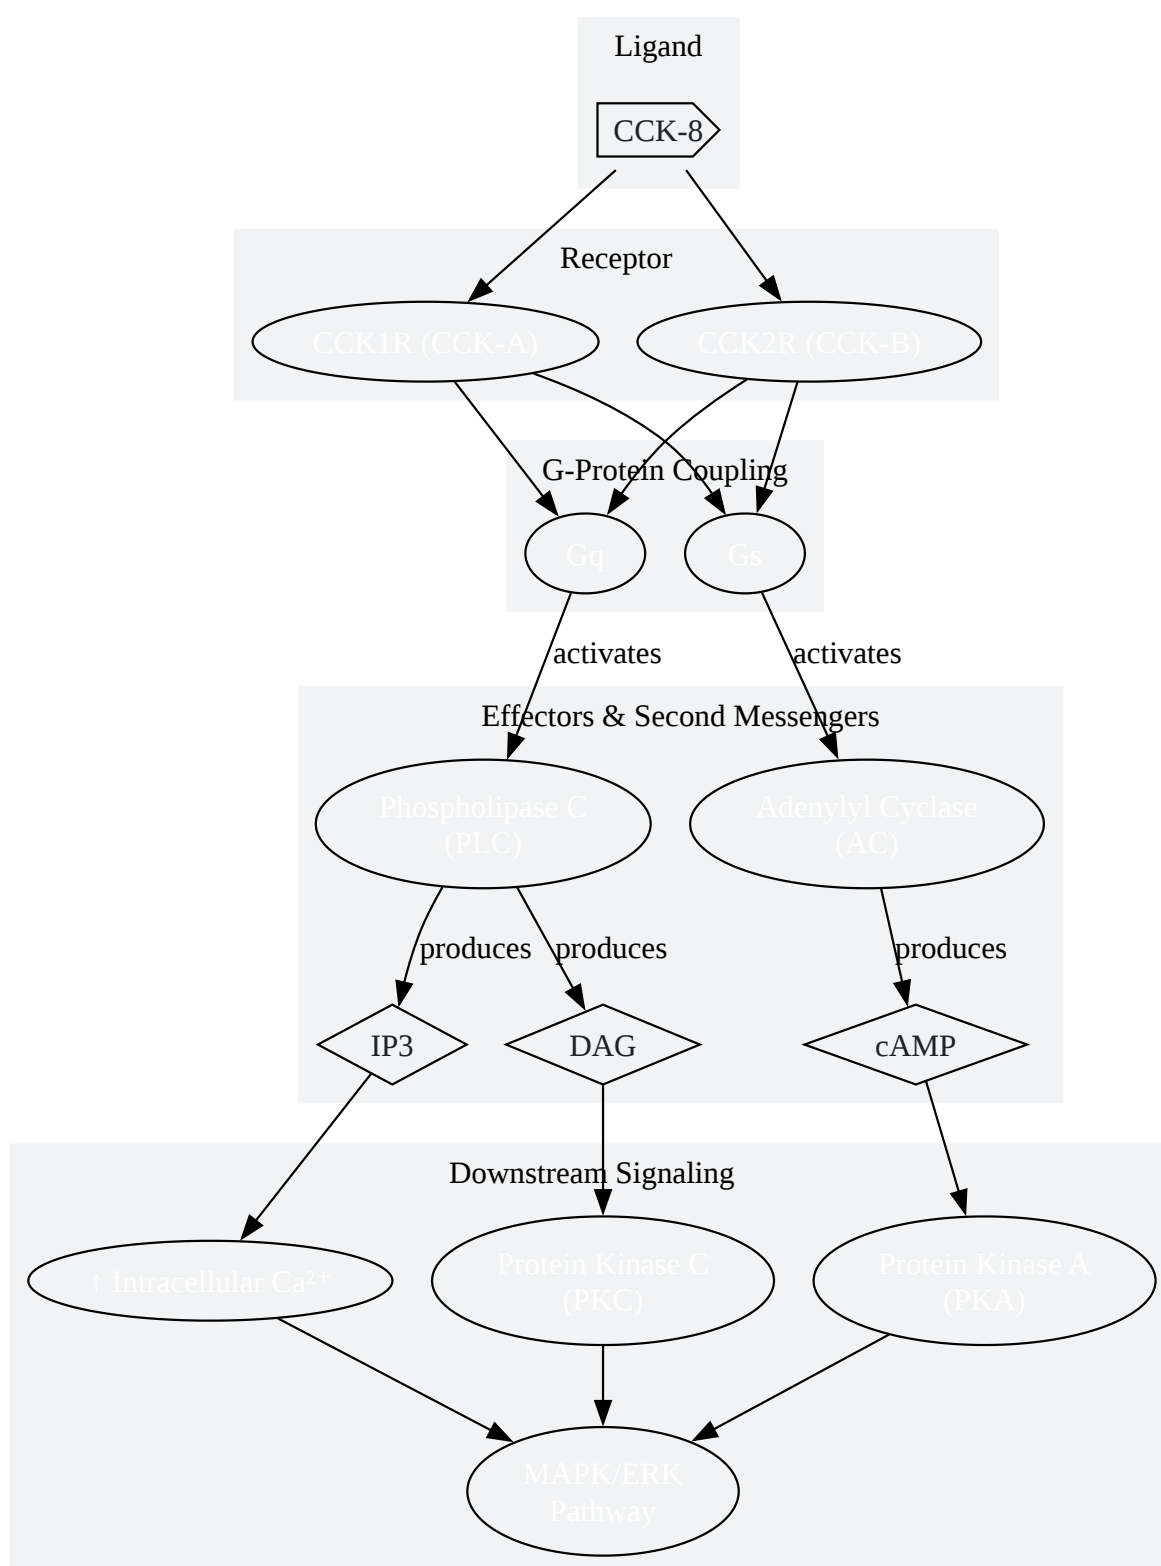 Ligand
CCK-8
Receptor
CCK1R (CCK-A)
CCK2R (CCK-B)
G-Protein Coupling
Gq
Gs
activates
activates
Effectors & Second Messengers
Phospholipase C
(PLC)
Adenylyl Cyclase
(AC)
produces
produces
produces
IP3
DAG
cAMP
Downstream Signaling
↑ Intracellular Ca²⁺
Protein Kinase C
(PKC)
Protein Kinase A
(PKA)
MAPK/ERK
Pathway